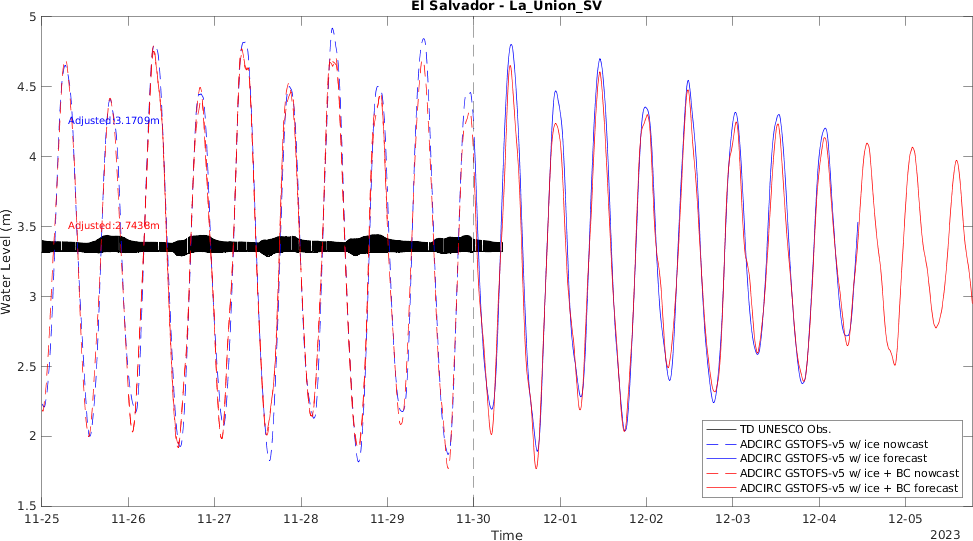 El Salvador - La_Union_SV
Water Level (m)
5
4.5
4
3.5
3
2.5
2
1.5
Adjusted:3.1709m
Adjusted:2.7438m
TD UNESCO Obs.
ADCIRC GSTOFS-v5 w/ ice nowcast
ADCIRC GSTOFS-v5 w/ ice forecast
ADCIRC GSTOFS-v5 w/ ice + BC nowcast
ADCIRC GSTOFS-v5 w/ ice + BC forecast
11-25 11-26 11-27 11-28 11-29 11-30 12-01 12-02 12-03 12-04 12-05
Time
2023